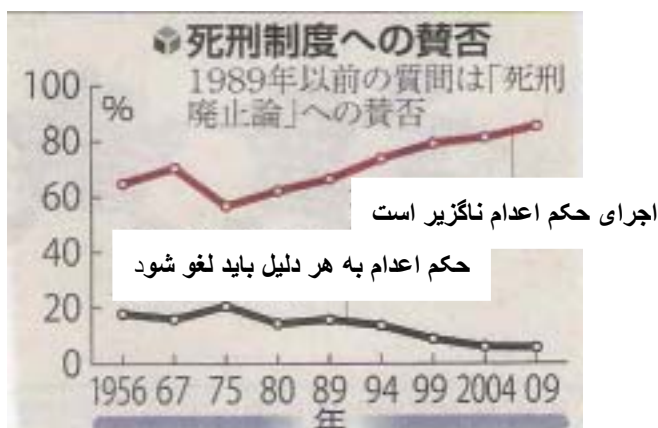 死刑制度への賛否
1989年以前の質問は「死刑
廃止論」への賛否
100
%
80
60
اجرای حکم اعدام ناگزیر است
40
حکم اعدام به هر دلیل باید لغو شود
20
0
1956 67 75 80 89 94 99 2004 09
年